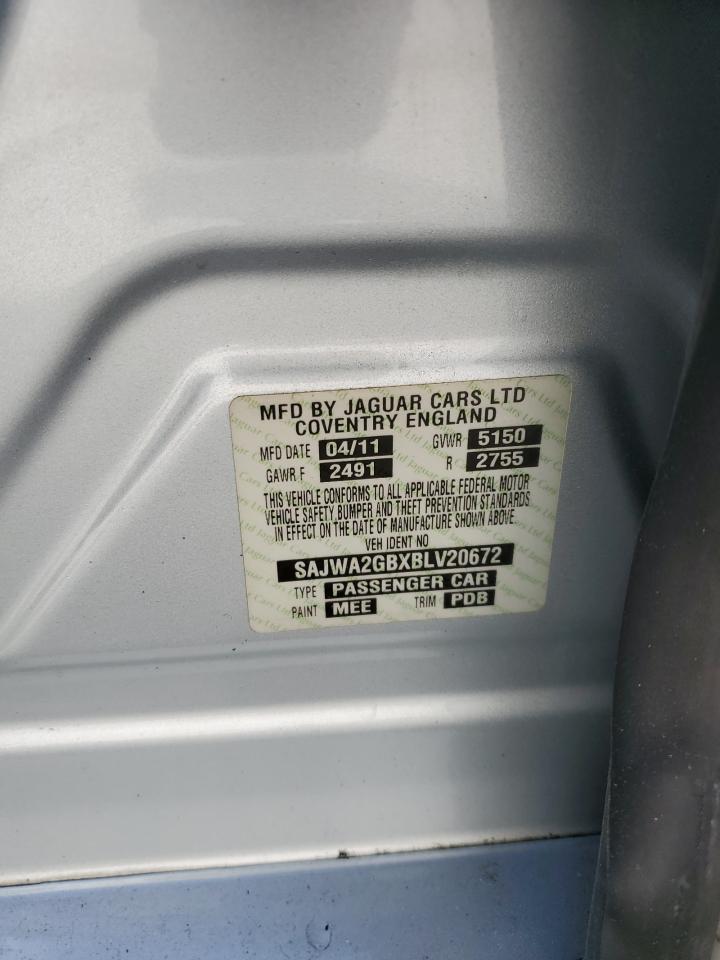 MFD BY JAGUAR CARS LTD
COVENTRY ENGLAND
MFD DATE 04/11 GVWR 5150
GAWR F 2491 R 2755
THIS VEHICLE CONFORMS TO ALL APPLICABLE FEDERAL MOTOR
VEHICLE SAFETY BUMPER AND THEFT PREVENTION STANDARDS
IN EFFECT ON THE DATE OF MANUFACTURE SHOWN ABOVE.
VEH IDENT NO
SAJWA2GBXBLV20672
TYPE PASSENGER CAR
PAINT MEE TRIM PDB